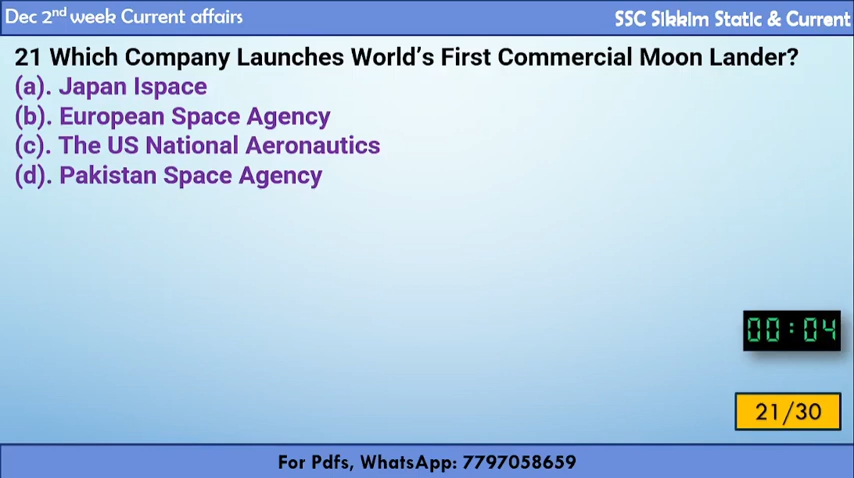 Dec 2nd week Current affairs
SSC Sikkim Static & Current
21 Which Company Launches World’s First Commercial Moon Lander?
(a). Japan Ispace
(b). European Space Agency
(c). The US National Aeronautics
(d). Pakistan Space Agency
00:04
21/30
For Pdfs, WhatsApp: 7797058659